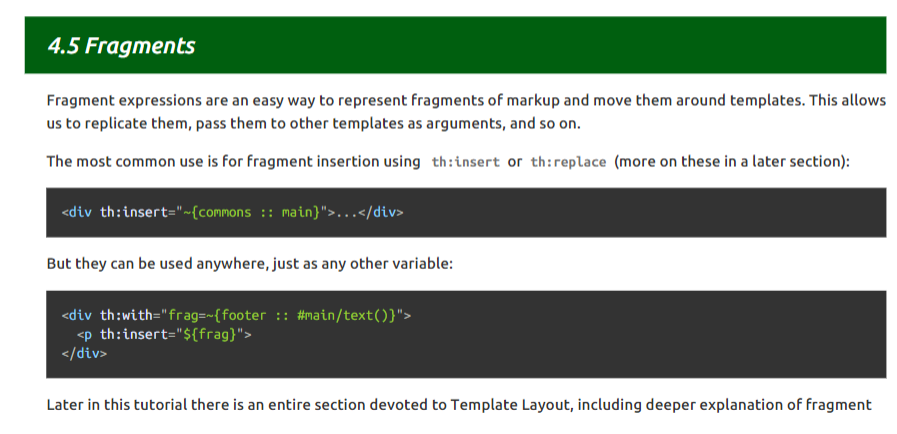 4.5 Fragments
Fragment expressions are an easy way to represent fragments of markup and move them around templates. This allows
us to replicate them, pass them to other templates as arguments, and so on.
The most common use is for fragment insertion using th:insert or th:replace (more on these in a later section):
<div th:insert="~{commons :: main}">...</div>
But they can be used anywhere, just as any other variable:
<div th:with="frag=~{footer :: #main/text()}">
<p th:insert="${frag}">
</div>
Later in this tutorial there is an entire section devoted to Template Layout, including deeper explanation of fragment